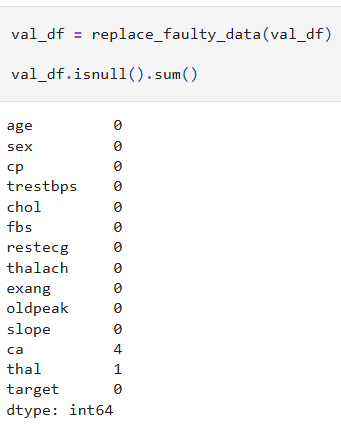 val_df = replace_faulty_data(val_df)
val_df.isnull().sum()
age 0
sex 0
cp 0
trestbps 0
chol 0
fbs 0
restecg 0
thalach 0
exang 0
oldpeak 0
slope 0
ca 4
thal 1
target 0
dtype: int64